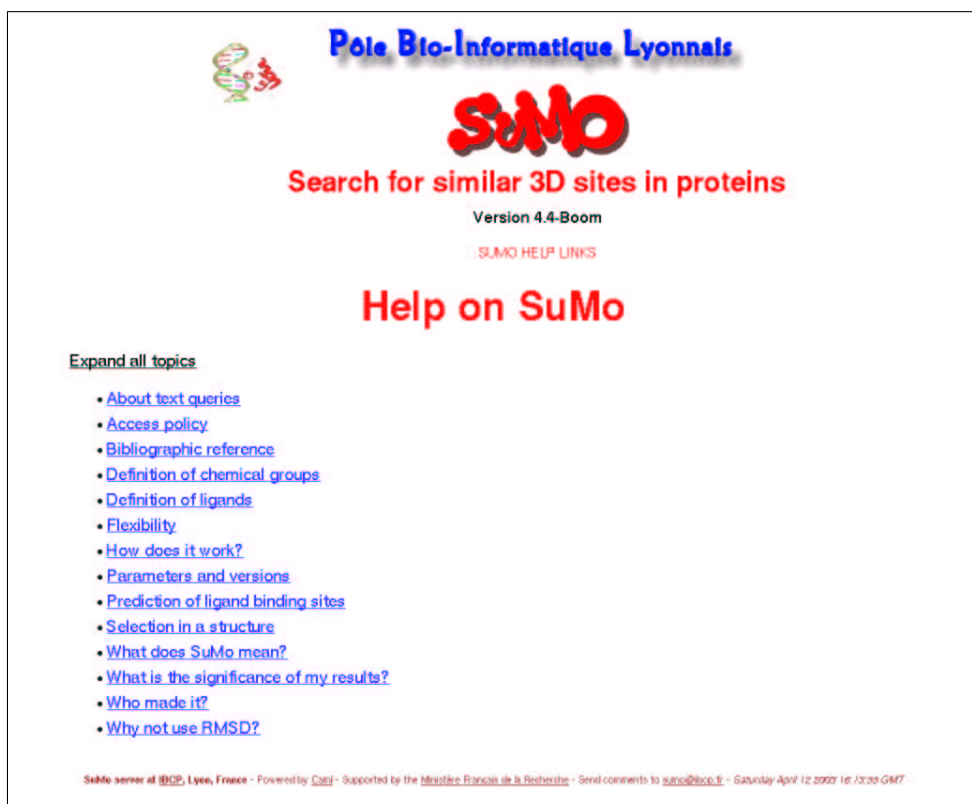 Pôle Bio-Informatique Lyonnais
SuMO
Search for similar 3D sites in proteins
Version 4.4-Boom
SUMO HELP LINKS
Help on SuMo
Expand all topics
• About text queries
• Access policy
• Bibliographic reference
• Definition of chemical groups
• Definition of ligands
• Flexibility
• How does it work?
• Parameters and versions
• Prediction of ligand binding sites
• Selection in a structure
• What does SuMo mean?
• What is the significance of my results?
• Who made it?
• Why not use RMSD?
SuMo server at IBCP, Lyon, France - Powered by Caml - Supported by the Ministère Français de la Recherche - Send comments to sumo@ibcp.fr - Saturday April 12 2003 16:13:55 GMT